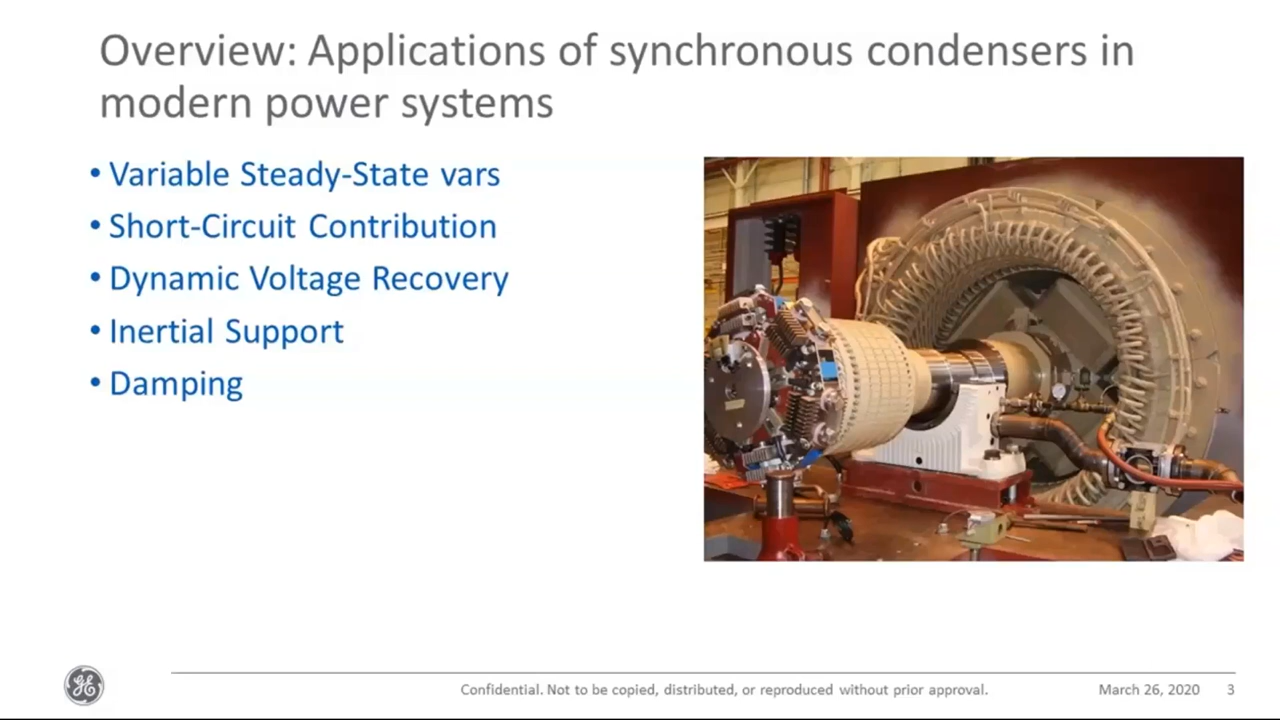 Overview: Applications of synchronous condensers in
modern power systems
• Variable Steady-State vars
• Short-Circuit Contribution
• Dynamic Voltage Recovery
• Inertial Support
• Damping
Confidential. Not to be copied, distributed, or reproduced without prior approval.
March 26, 2020
3